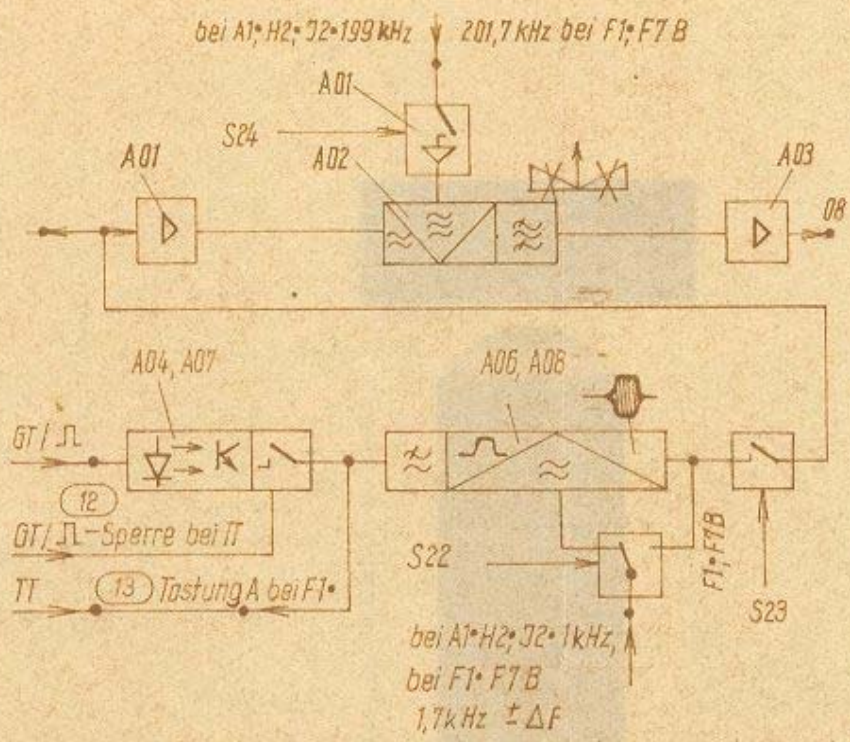 bei A1• H2; J2•199 kHz 201,7 kHz bei F1• F7 B
A01
S24
A01
A02
A03
08
A04, A07
A06, A08
GT/⎍
12
GT/⎍-Sperre bei TT
TT
13 Tastung A bei F1•
S22
F1• F7B
S23
bei A1• H2; J2• 1 kHz,
bei F1• F7 B
1,7kHz ± ΔF